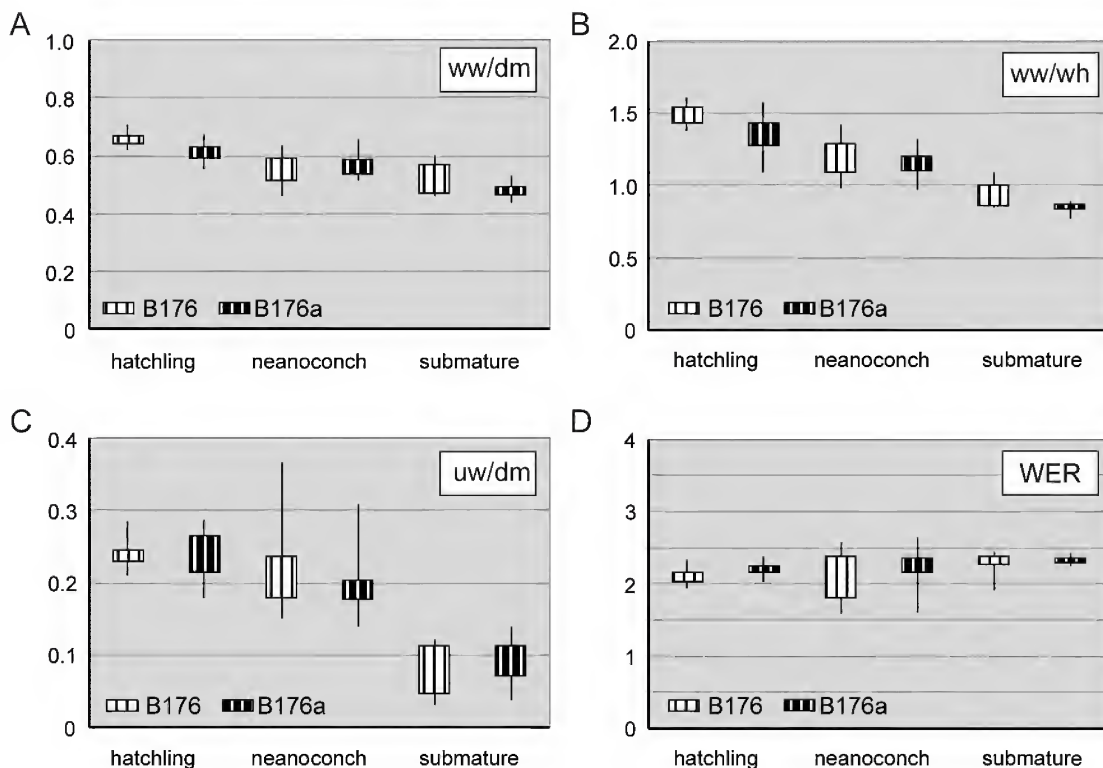 A
ww/dm
1.0
0.8
0.6
0.4
0.2
0
B176 B176a
hatchling neanoconch submature
B
ww/wh
2.0
1.5
1.0
0.5
0
B176 B176a
hatchling neanoconch submature
C
uw/dm
0.4
0.3
0.2
0.1
0
B176 B176a
hatchling neanoconch submature
D
WER
4
3
2
1
0
B176 B176a
hatchling neanoconch submature